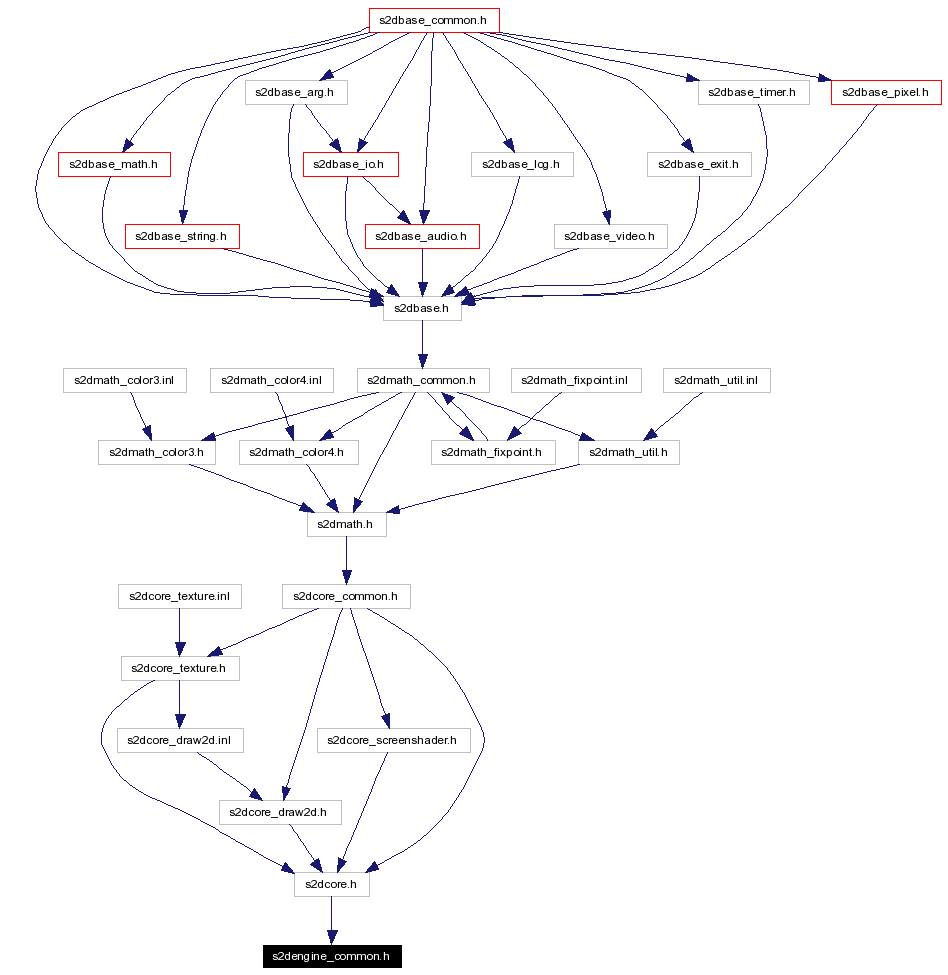 s2dbase_common.h
s2dbase_arg.h
s2dbase_timer.h
s2dbase_pixel.h
s2dbase_math.h
s2dbase_io.h
s2dbase_log.h
s2dbase_exit.h
s2dbase_string.h
s2dbase_audio.h
s2dbase_video.h
s2dbase.h
s2dmath_color3.inl
s2dmath_color4.inl
s2dmath_common.h
s2dmath_fixpoint.inl
s2dmath_util.inl
s2dmath_color3.h
s2dmath_color4.h
s2dmath_fixpoint.h
s2dmath_util.h
s2dmath.h
s2dcore_texture.inl
s2dcore_common.h
s2dcore_texture.h
s2dcore_draw2d.inl
s2dcore_screenshader.h
s2dcore_draw2d.h
s2dcore.h
s2dengine_common.h